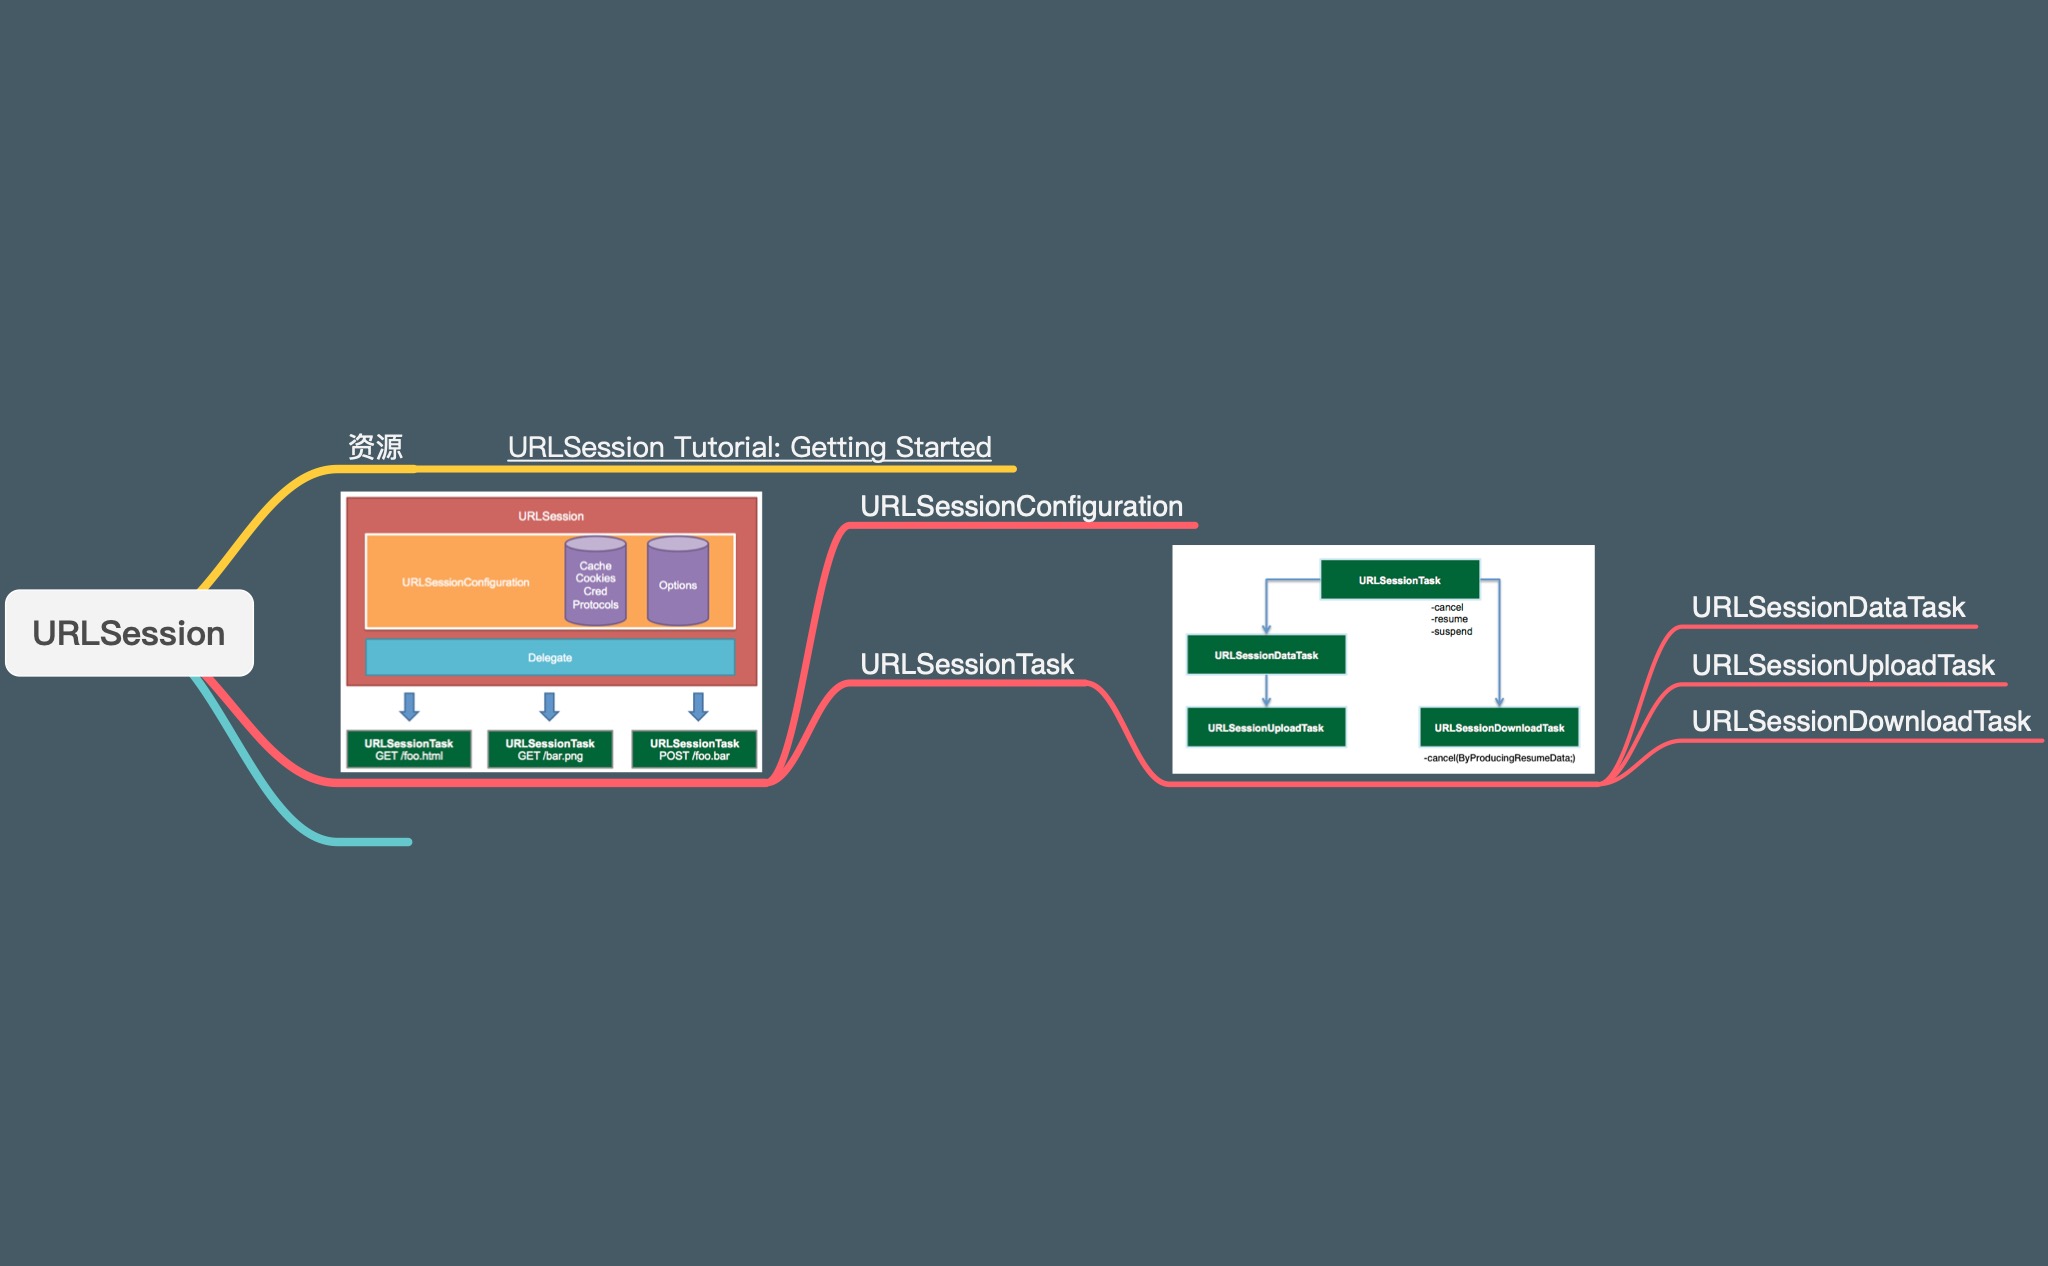 URLSession
资源
URLSession Tutorial: Getting Started
URLSession
URLSessionConfiguration
Cache
Cookies
Cred
Protocols
Options
Delegate
URLSessionTask
GET /foo.html
URLSessionTask
GET /bar.png
URLSessionTask
POST /foo.bar
URLSessionConfiguration
URLSessionTask
URLSessionTask
-cancel
-resume
-suspend
URLSessionDataTask
URLSessionUploadTask
URLSessionDownloadTask
-cancel(ByProducingResumeData;)
URLSessionDataTask
URLSessionUploadTask
URLSessionDownloadTask